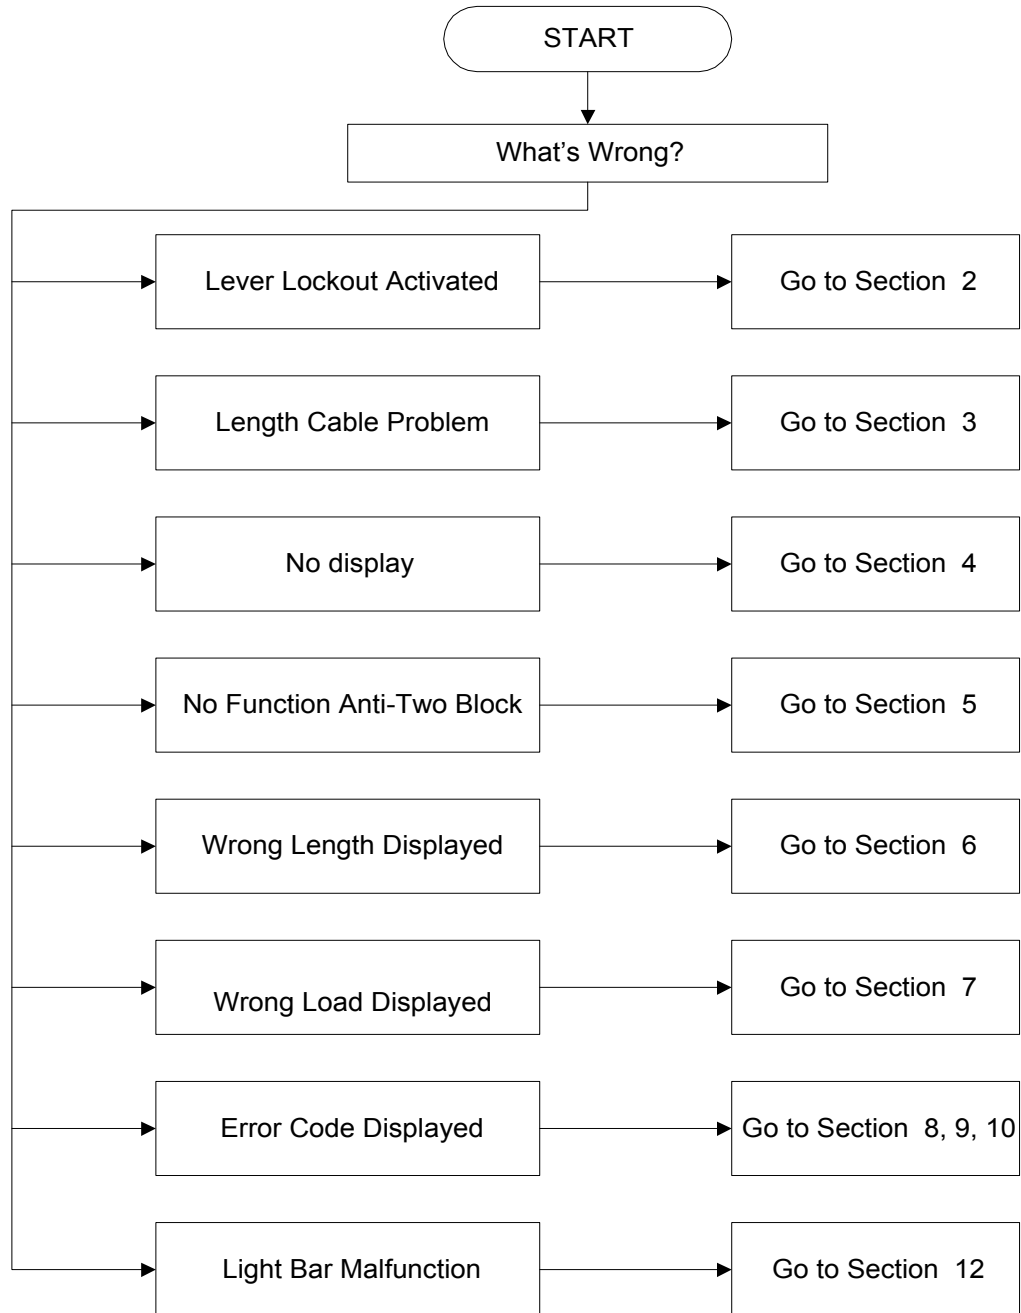 START
What's Wrong?
Lever Lockout Activated
Go to Section 2
Length Cable Problem
Go to Section 3
No display
Go to Section 4
No Function Anti-Two Block
Go to Section 5
Wrong Length Displayed
Go to Section 6
Wrong Load Displayed
Go to Section 7
Error Code Displayed
Go to Section 8, 9, 10
Light Bar Malfunction
Go to Section 12